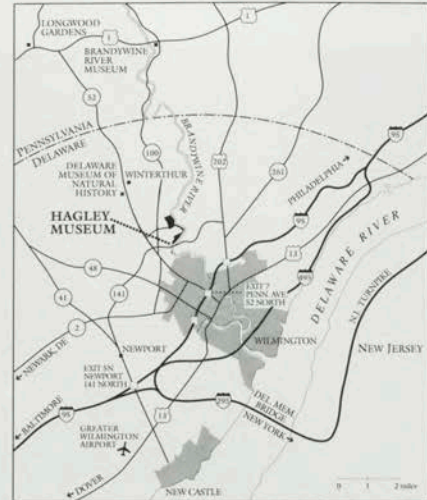 LONGWOOD
GARDENS
1
1
BRANDYWINE
RIVER
MUSEUM
52
PENNSYLVANIA
DELAWARE
BRANDYWINE RIVER
95
100
202
261
DELAWARE
MUSEUM OF
NATURAL
HISTORY
WINTERTHUR
PHILADELPHIA
HAGLEY
MUSEUM
95
13
DELAWARE RIVER
48
495
41
141
EXIT 7
PENN. AVE.
52 NORTH
N.J. TURNPIKE
2
WILMINGTON
NEW JERSEY
NEWPORT
NEWARK, DE.
EXIT 5N
NEWPORT
141 NORTH
DEL. MEM.
BRIDGE
BALTIMORE
95
13
295
NEW YORK
GREATER
WILMINGTON
AIRPORT
DOVER
NEW CASTLE
0 1 2 miles